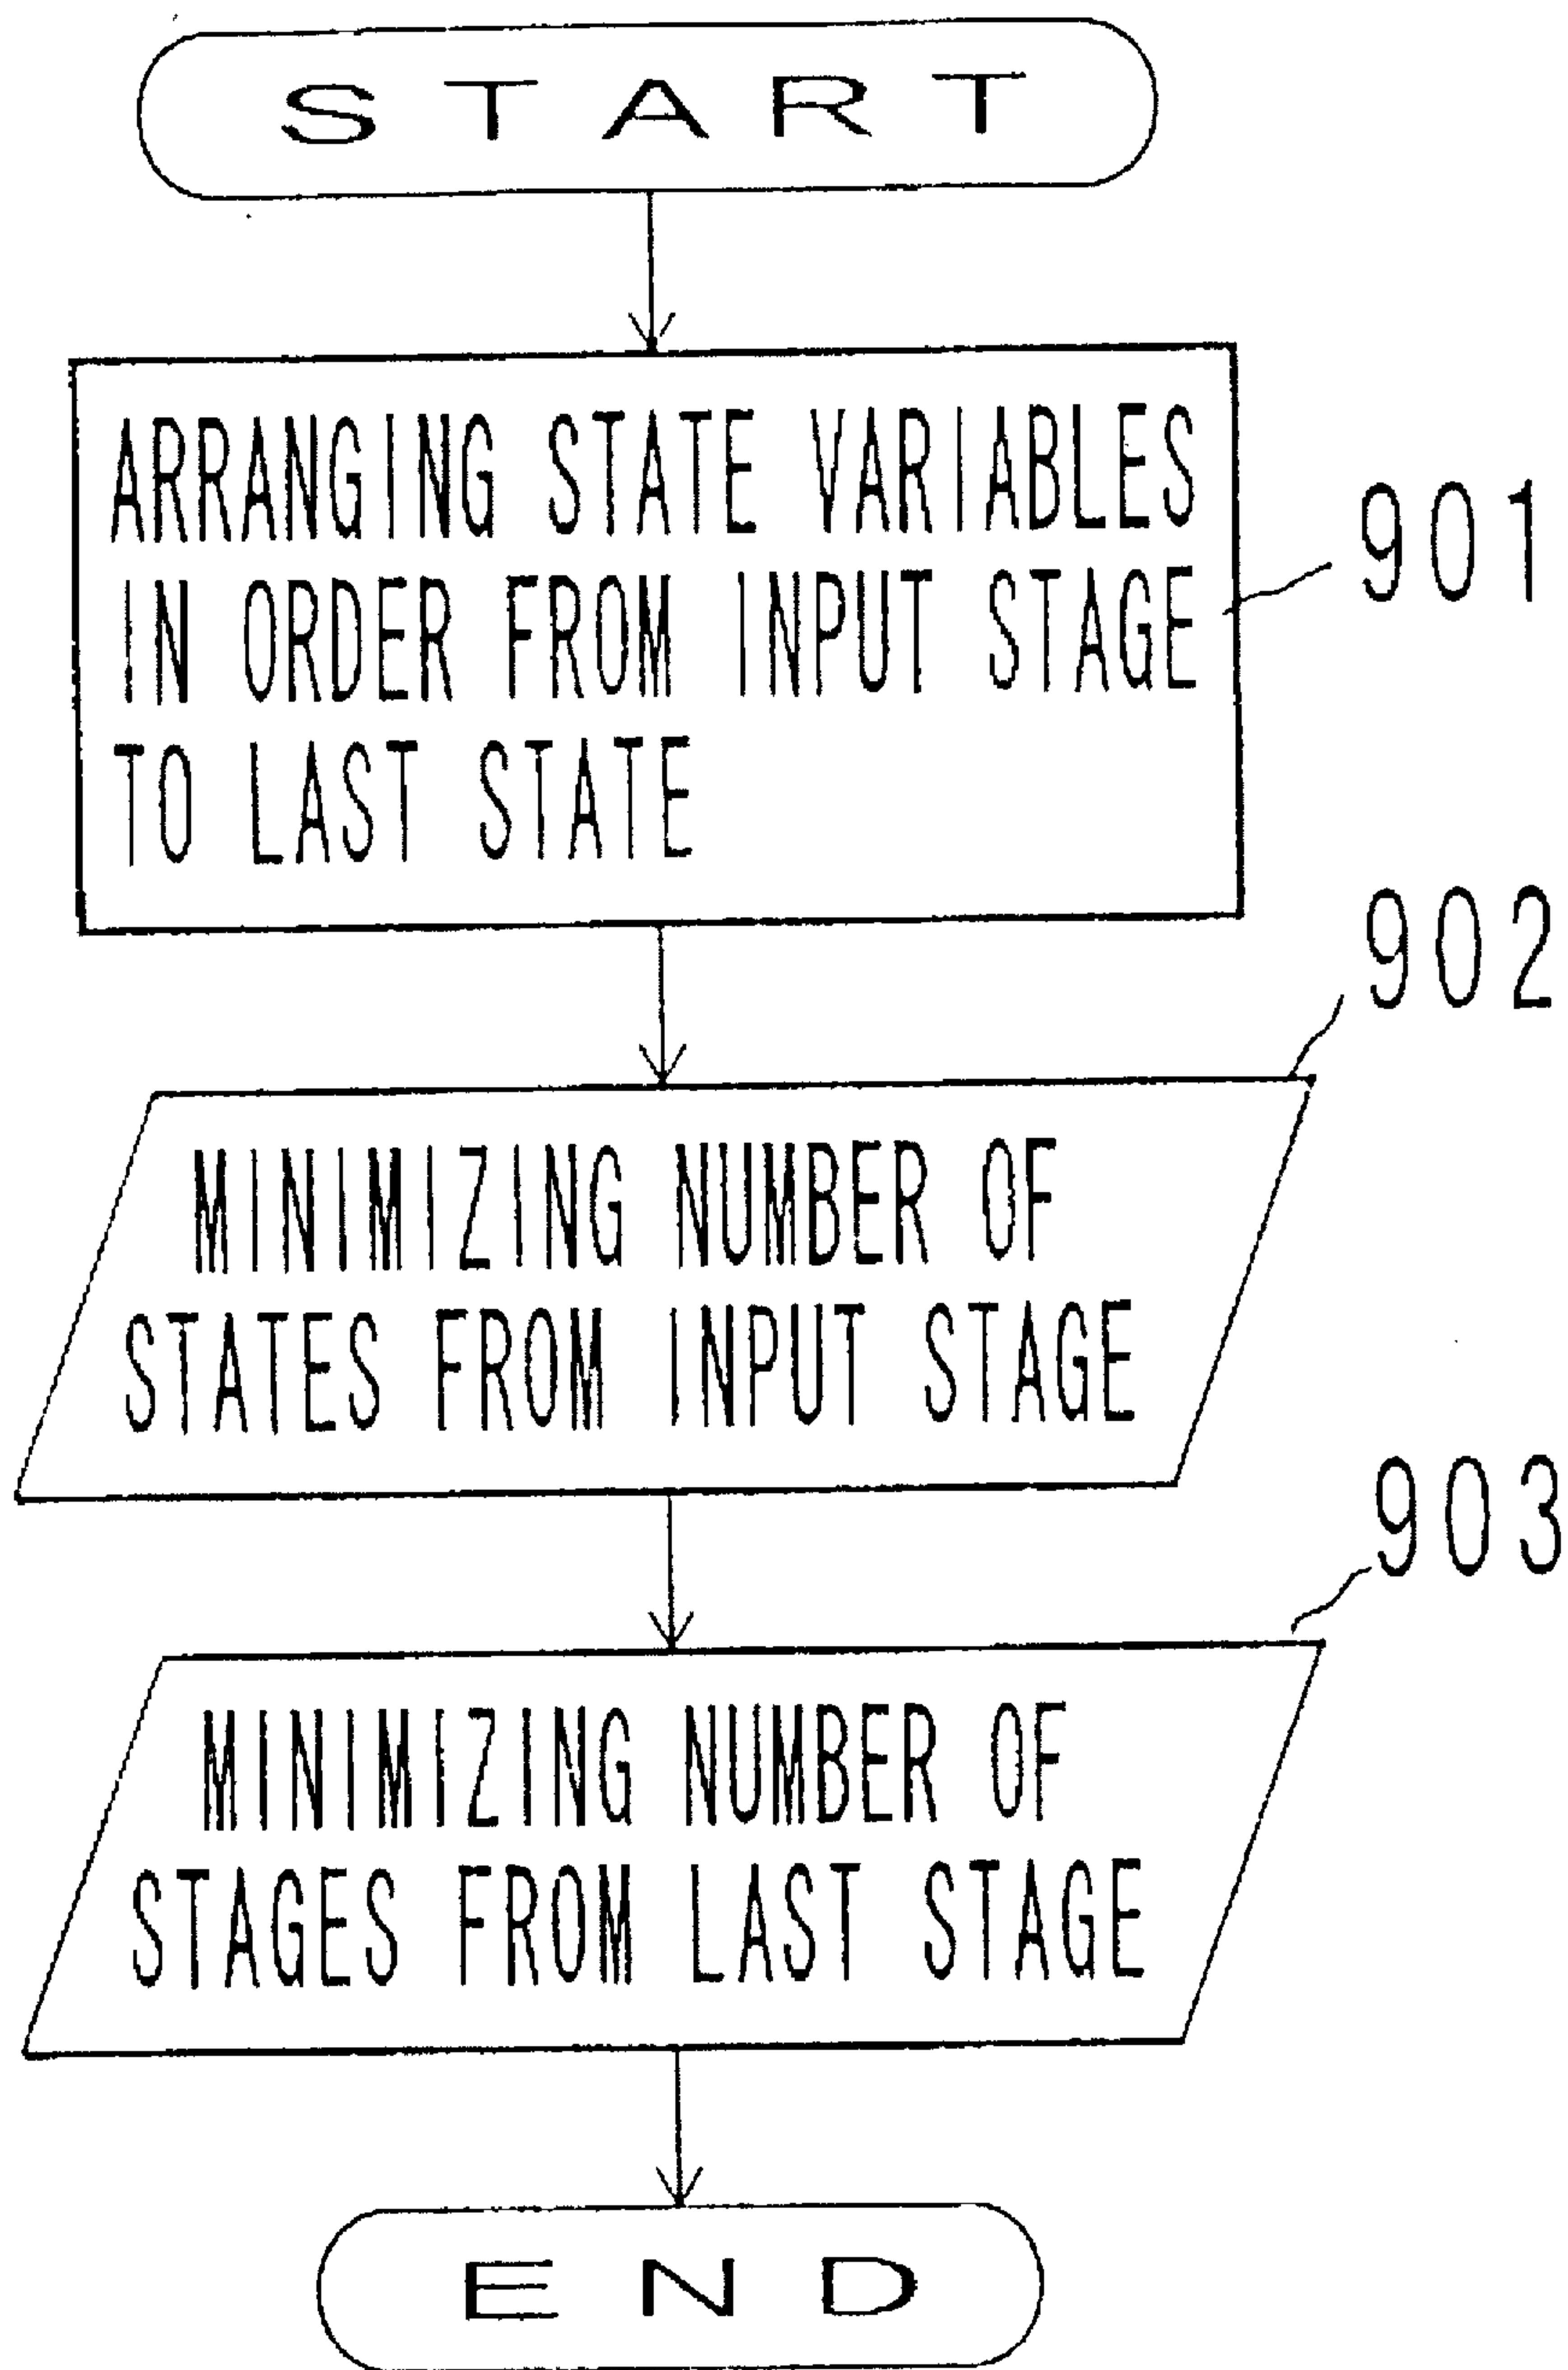 START
ARRANGING STATE VARIABLES
IN ORDER FROM INPUT STAGE
TO LAST STATE
901
902
MINIMIZING NUMBER OF
STATES FROM INPUT STAGE
903
MINIMIZING NUMBER OF
STAGES FROM LAST STAGE
END